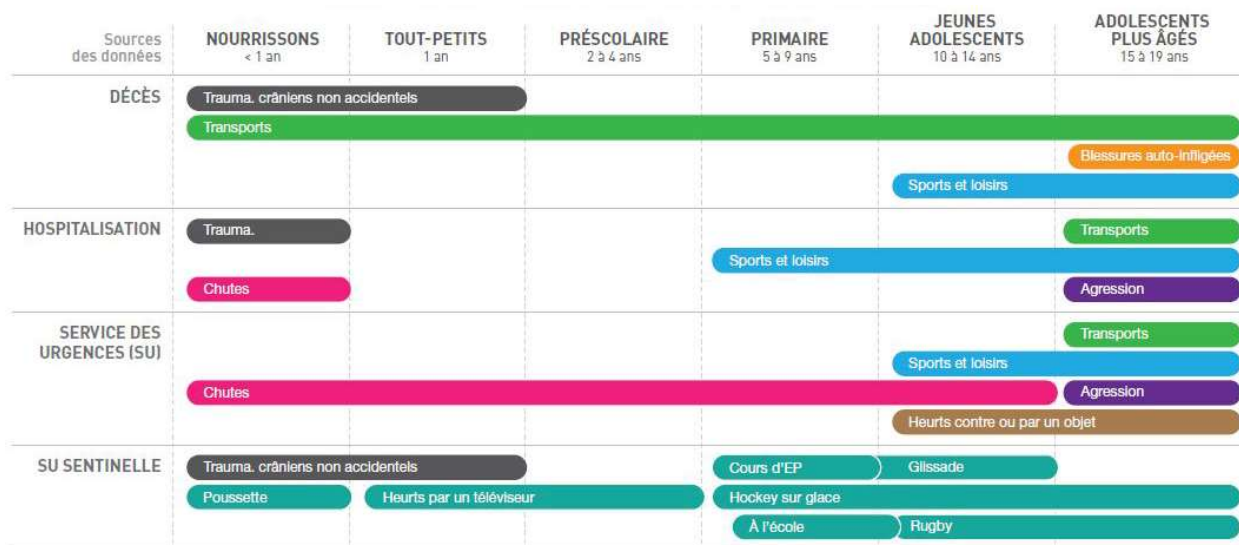 Sources
des données
NOURRISSONS
< 1 an
TOUT-PETITS
1 an
PRÉSCOLAIRE
2 à 4 ans
PRIMAIRE
5 à 9 ans
JEUNES
ADOLESCENTS
10 à 14 ans
ADOLESCENTS
PLUS ÂGÉS
15 à 19 ans
DÉCÈS
Trauma. crâniens non accidentels
Transports
Blessures auto-infligées
Sports et loisirs
HOSPITALISATION
Trauma.
Transports
Sports et loisirs
Chutes
Agression
SERVICE DES
URGENCES (SU)
Transports
Sports et loisirs
Chutes
Agression
Heurts contre ou par un objet
SU SENTINELLE
Trauma. crâniens non accidentels
Cours d'EP
Glissade
Poussette
Heurts par un téléviseur
Hockey sur glace
À l'école
Rugby